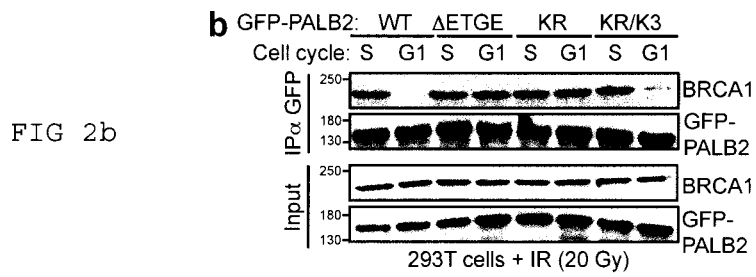 b GFP-PALB2: WT ΔETGE KR KR/K3
Cell cycle: S G1 S G1 S G1 S G1
IPα GFP
250
BRCA1
180
130
GFP-
PALB2
FIG 2b
Input
250
BRCA1
180
130
GFP-
PALB2
293T cells + IR (20 Gy)